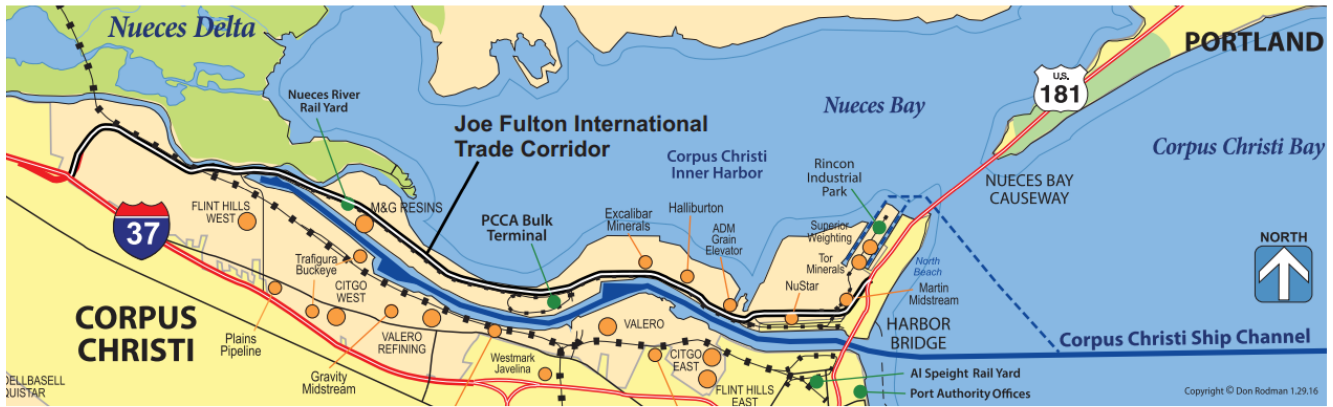 Nueces Delta
PORTLAND
U.S.
181
Nueces River
Rail Yard
Joe Fulton International
Trade Corridor
Nueces Bay
Corpus Christi Bay
Corpus Christi
Inner Harbor
Rincon
Industrial
Park
NUECES BAY
CAUSEWAY
FLINT HILLS
WEST
M&G RESINS
37
PCCA Bulk
Terminal
Excalibar
Minerals
Halliburton
ADM
Grain
Elevator
Superior
Weighting
Tor
Minerals
NORTH
North
Beach
Trafigura
Buckeye
CITGO
WEST
NuStar
Martin
Midstream
CORPUS
CHRISTI
Plains
Pipeline
VALERO
REFINING
VALERO
HARBOR
BRIDGE
Corpus Christi Ship Channel
Gravity
Midstream
Westmark
Javelina
CITGO
EAST
FLINT HILLS
EAST
Al Speight Rail Yard
Port Authority Offices
DELLBASELL
QUISTAR
Copyright © Don Rodman 1.29.16